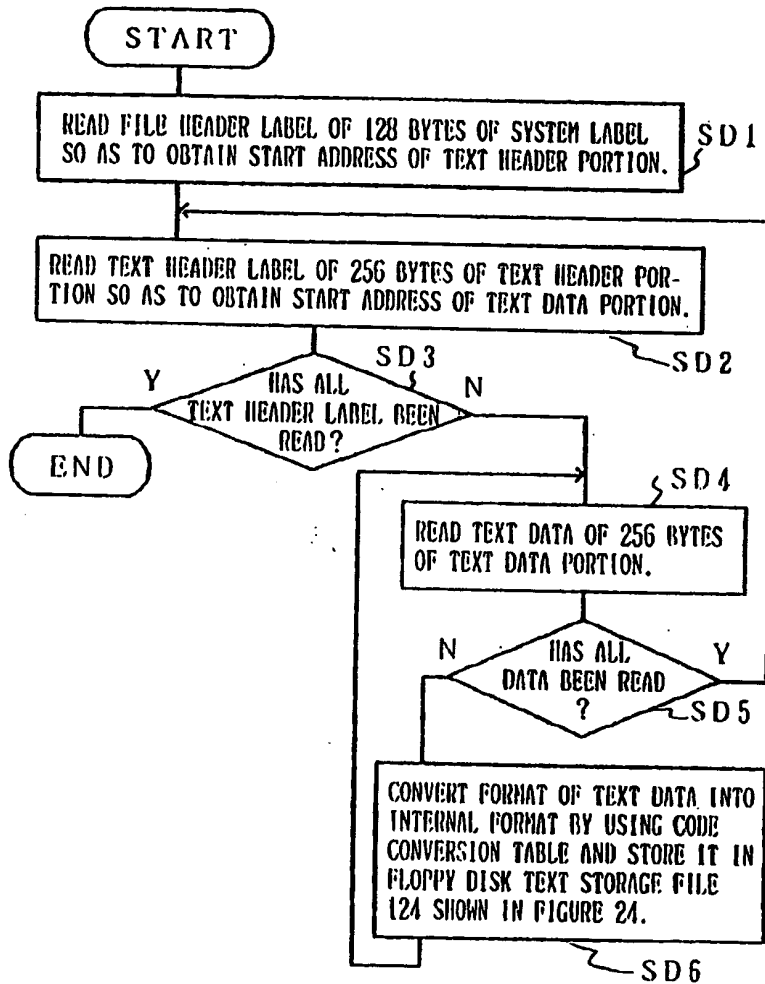 START
READ FILE HEADER LABEL OF 128 BYTES OF SYSTEM LABEL
SO AS TO OBTAIN START ADDRESS OF TEXT HEADER PORTION.
SD1
READ TEXT HEADER LABEL OF 256 BYTES OF TEXT HEADER POR-
TION SO AS TO OBTAIN START ADDRESS OF TEXT DATA PORTION.
SD2
SD3
Y
HAS ALL
TEXT HEADER LABEL BEEN
READ?
N
END
SD4
READ TEXT DATA OF 256 BYTES
OF TEXT DATA PORTION.
N
HAS ALL
DATA BEEN READ
?
Y
SD5
CONVERT FORMAT OF TEXT DATA INTO
INTERNAL FORMAT BY USING CODE
CONVERSION TABLE AND STORE IT IN
FLOPPY DISK TEXT STORAGE FILE
124 SHOWN IN FIGURE 24.
SD6